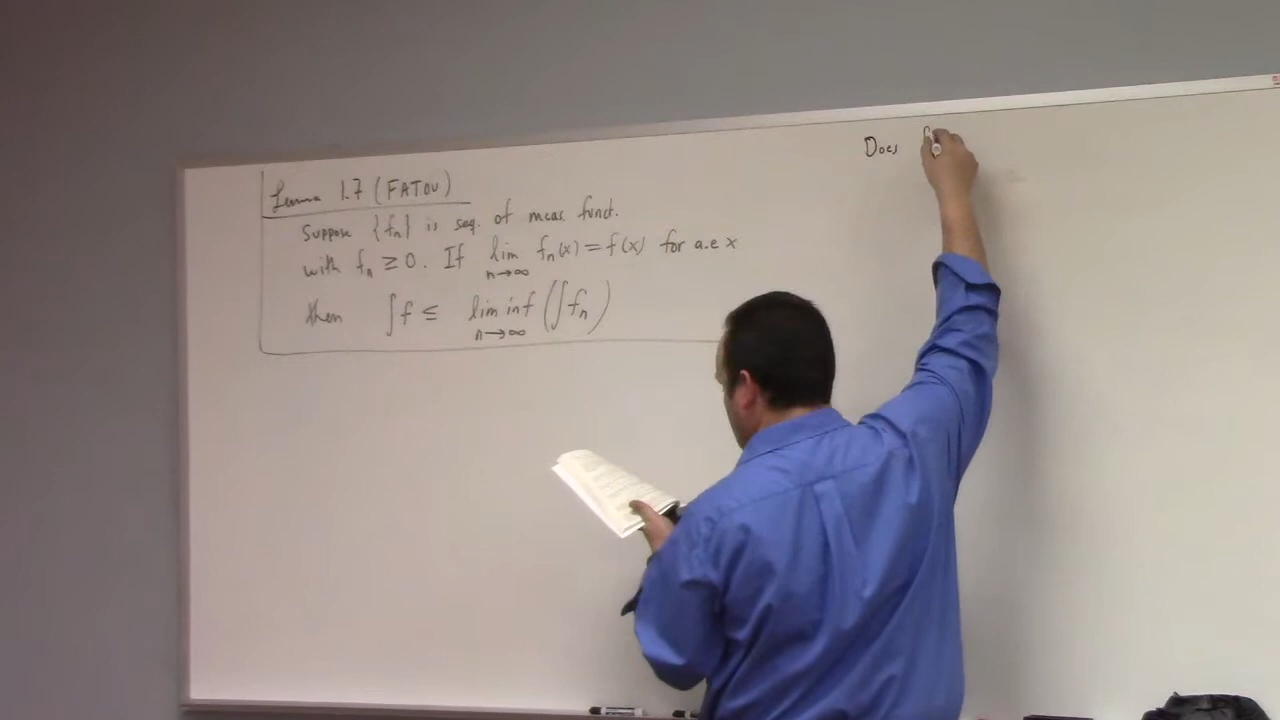 Lemma 1.7 (FATOU)
Suppose {fₙ} is seq. of meas. funct.
with fₙ ≥ 0. If lim n→∞ fₙ(x) = f(x) for a.e x
then ∫f ≤ lim inf n→∞ (∫fₙ)
Does